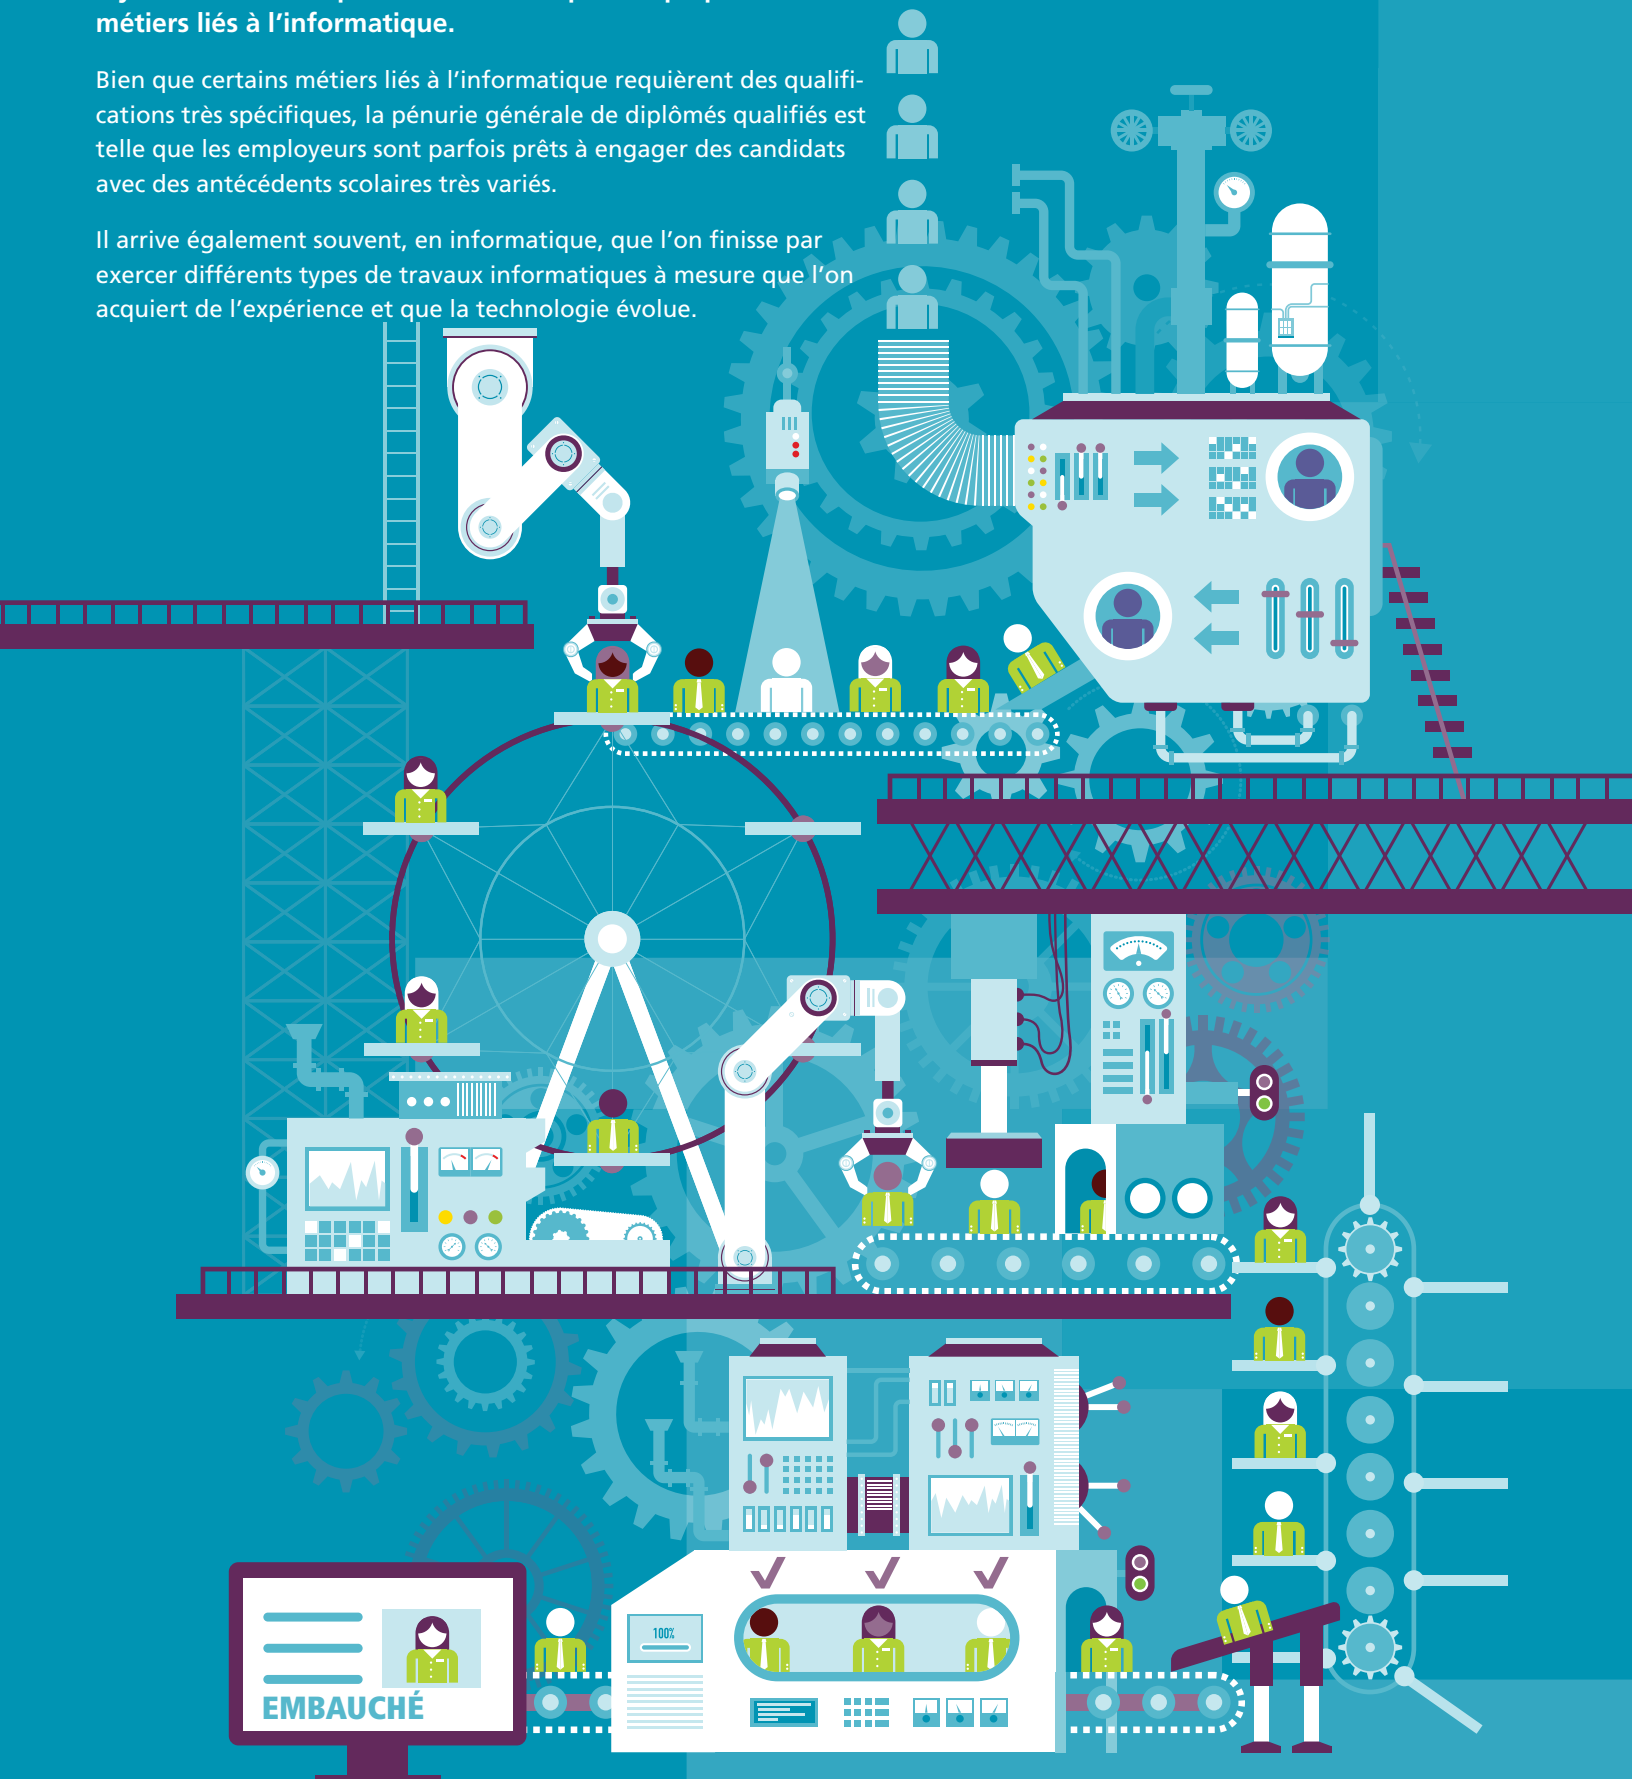 métiers liés à l’informatique.
Bien que certains métiers liés à l’informatique requièrent des qualifi-
cations très spécifiques, la pénurie générale de diplômés qualifiés est
telle que les employeurs sont parfois prêts à engager des candidats
avec des antécédents scolaires très variés.
Il arrive également souvent, en informatique, que l’on finisse par
exercer différents types de travaux informatiques à mesure que l’on
acquiert de l’expérience et que la technologie évolue.
100%
EMBAUCHÉ